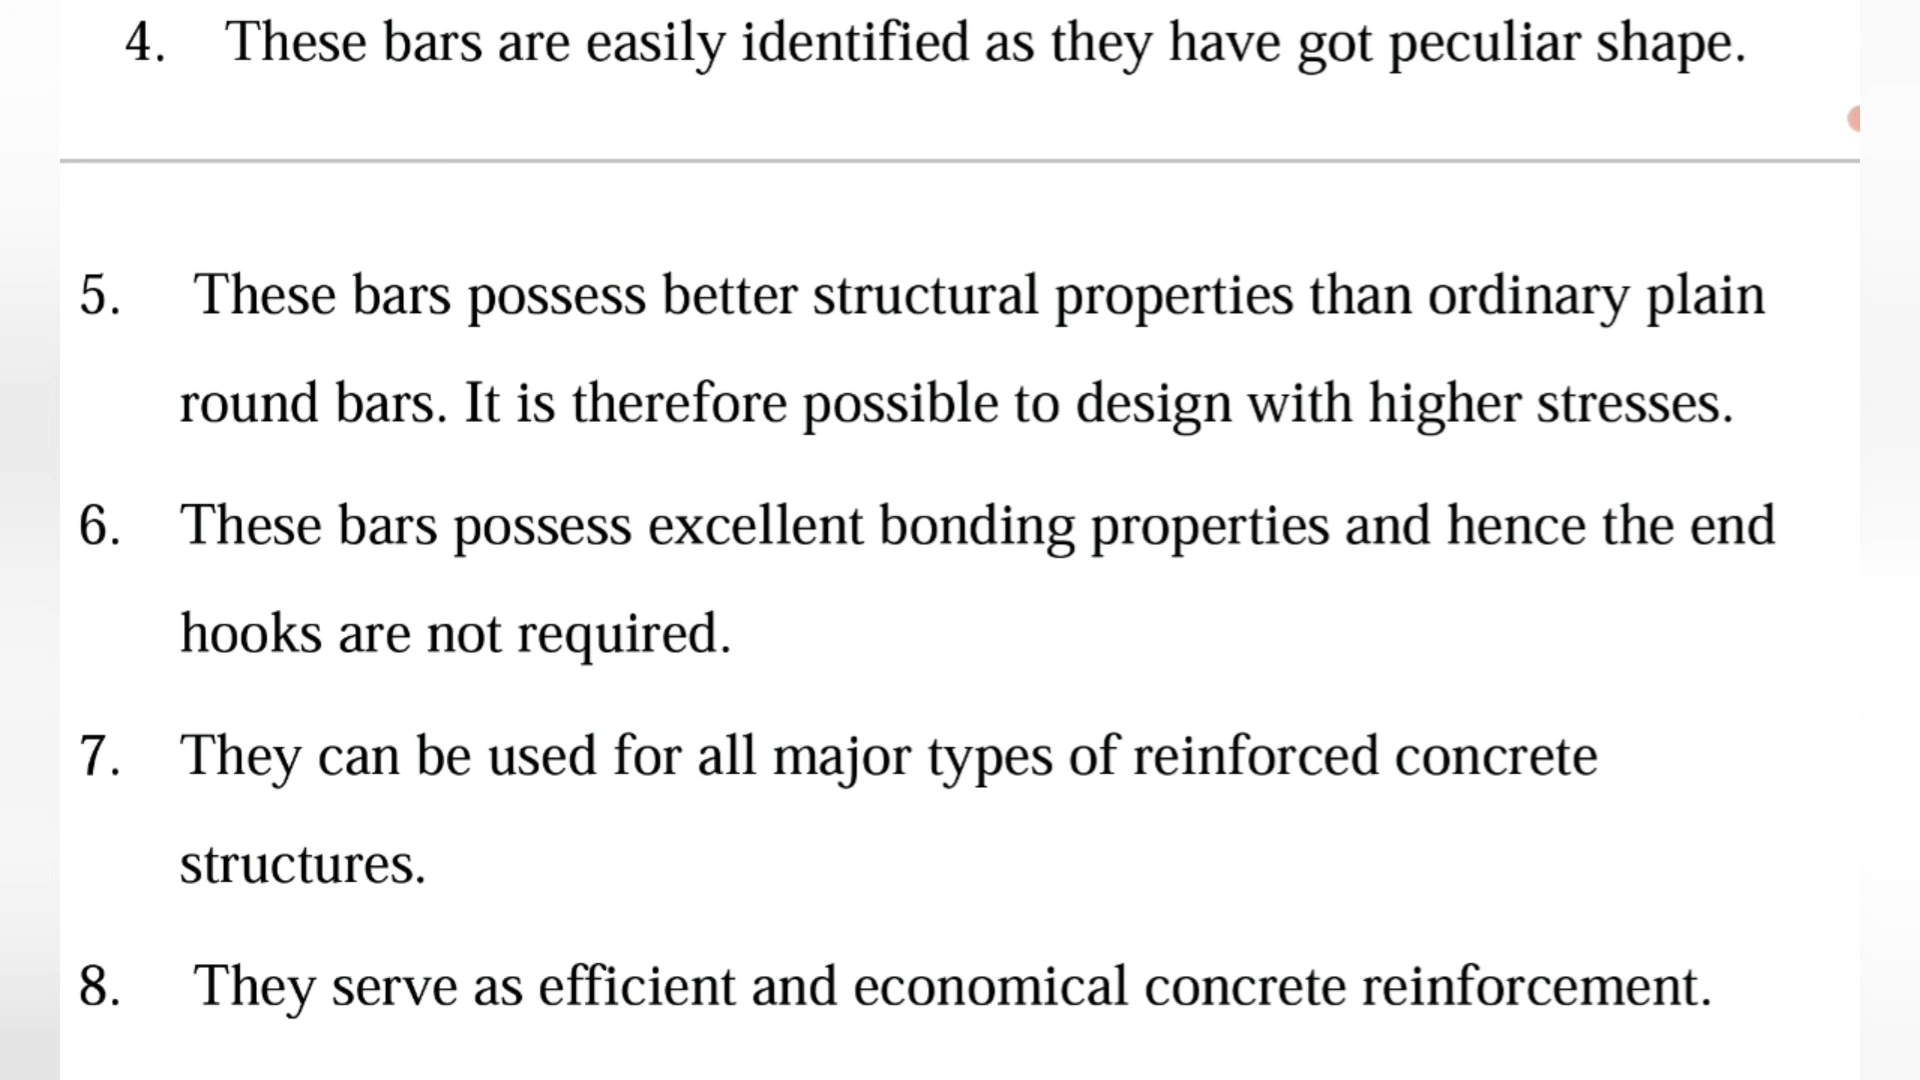 4. These bars are easily identified as they have got peculiar shape.
5. These bars possess better structural properties than ordinary plain
round bars. It is therefore possible to design with higher stresses.
6. These bars possess excellent bonding properties and hence the end
hooks are not required.
7. They can be used for all major types of reinforced concrete
structures.
8. They serve as efficient and economical concrete reinforcement.